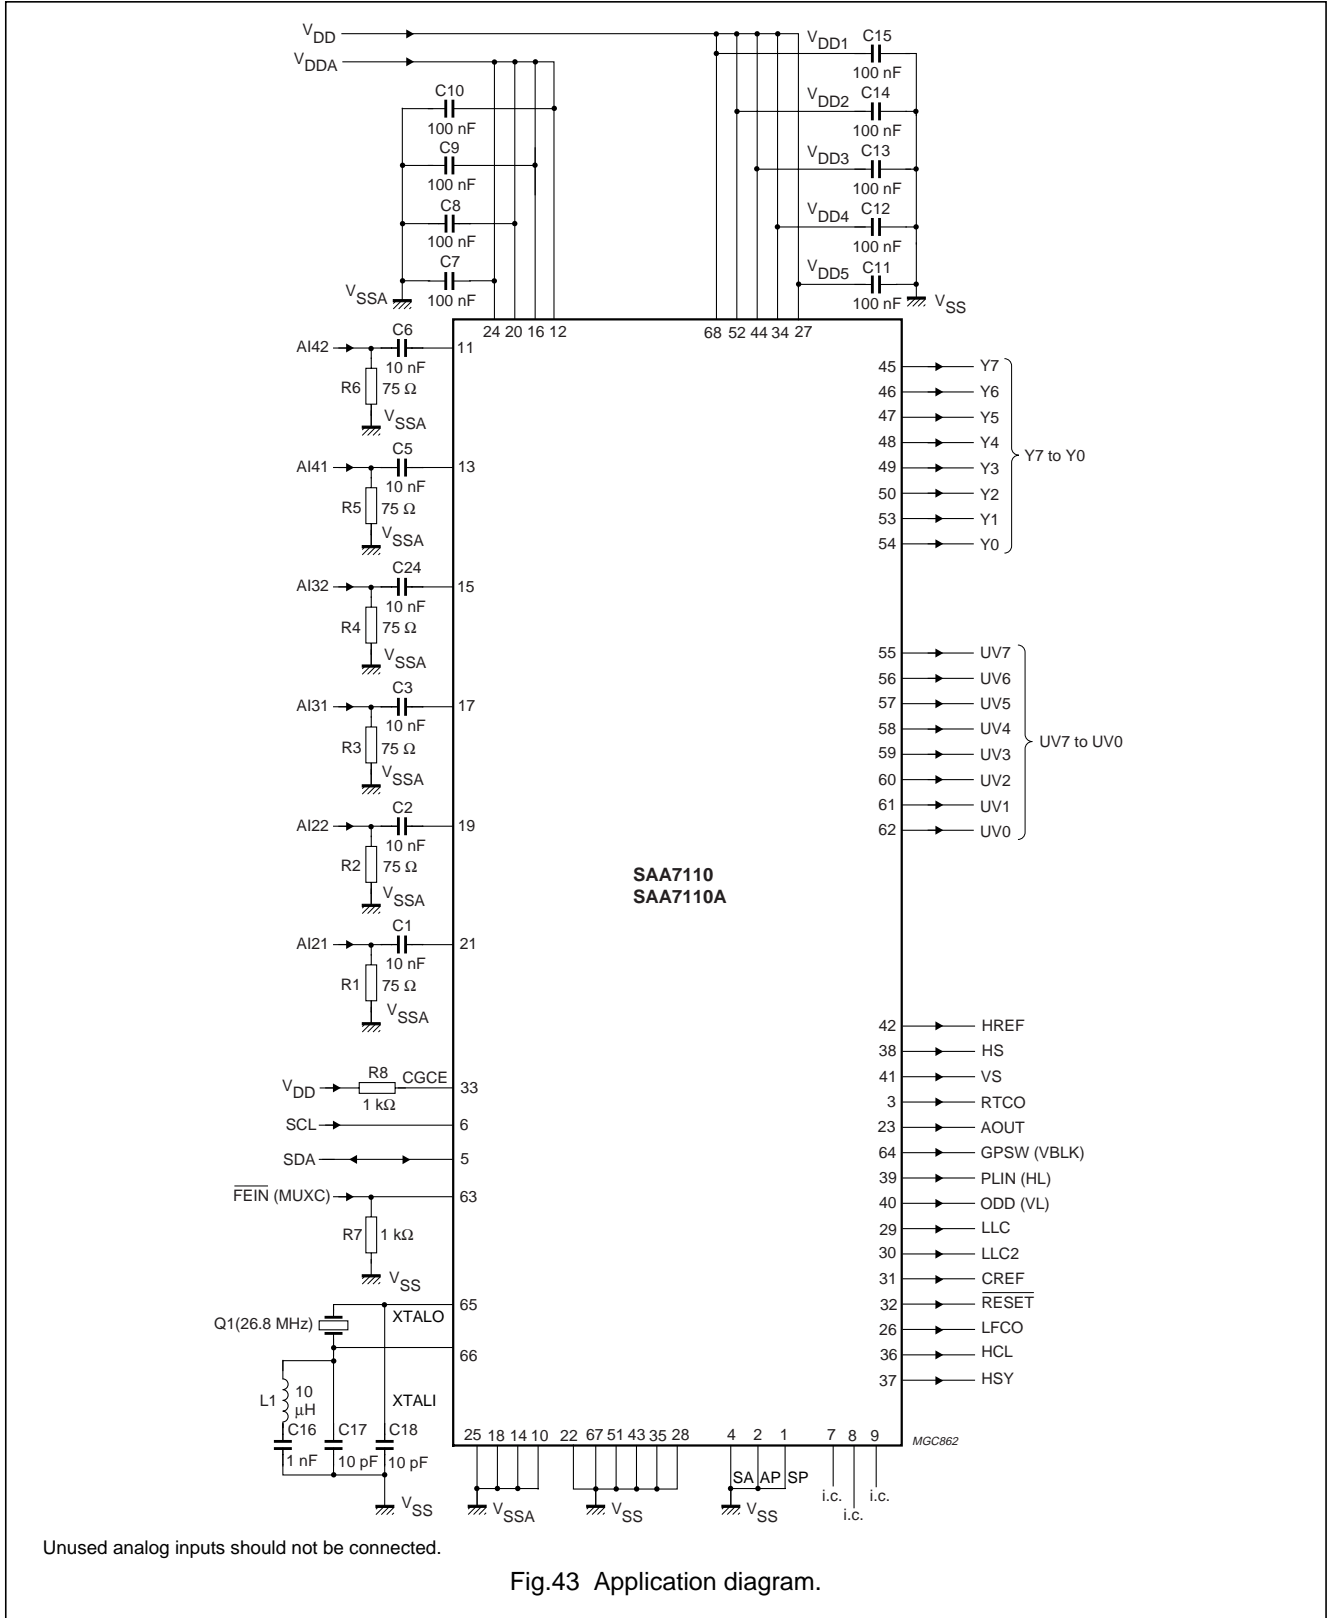 VDD
VDDA
C10
100 nF
C9
100 nF
C8
100 nF
C7
100 nF
VSSA
VDD1 C15
100 nF
VDD2 C14
100 nF
VDD3 C13
100 nF
VDD4 C12
100 nF
VDD5 C11
100 nF
VSS
24 20 16 12
68 52 44 34 27
AI42
C6
10 nF
R6
75 Ω
VSSA
11
AI41
C5
10 nF
R5
75 Ω
VSSA
13
AI32
C24
10 nF
R4
75 Ω
VSSA
15
AI31
C3
10 nF
R3
75 Ω
VSSA
17
AI22
C2
10 nF
R2
75 Ω
VSSA
19
AI21
C1
10 nF
R1
75 Ω
VSSA
21
VDD
R8
1 kΩ
CGCE
33
SCL
6
SDA
5
FEIN (MUXC)
63
R7
1 kΩ
VSS
Q1(26.8 MHz)
XTALO
65
66
XTALI
L1
10
μH
C16
1 nF
C17
10 pF
C18
10 pF
VSS
SAA7110
SAA7110A
45 Y7
46 Y6
47 Y5
48 Y4
49 Y3
50 Y2
53 Y1
54 Y0
Y7 to Y0
55 UV7
56 UV6
57 UV5
58 UV4
59 UV3
60 UV2
61 UV1
62 UV0
UV7 to UV0
42 HREF
38 HS
41 VS
3 RTCO
23 AOUT
64 GPSW (VBLK)
39 PLIN (HL)
40 ODD (VL)
29 LLC
30 LLC2
31 CREF
32 RESET
26 LFCO
36 HCL
37 HSY
25 18 14 10
VSSA
22 67 51 43 35 28
VSS
4 2 1
SA AP SP
VSS
7 8 9
i.c. i.c. i.c.
MGC862
Unused analog inputs should not be connected.
Fig.43 Application diagram.